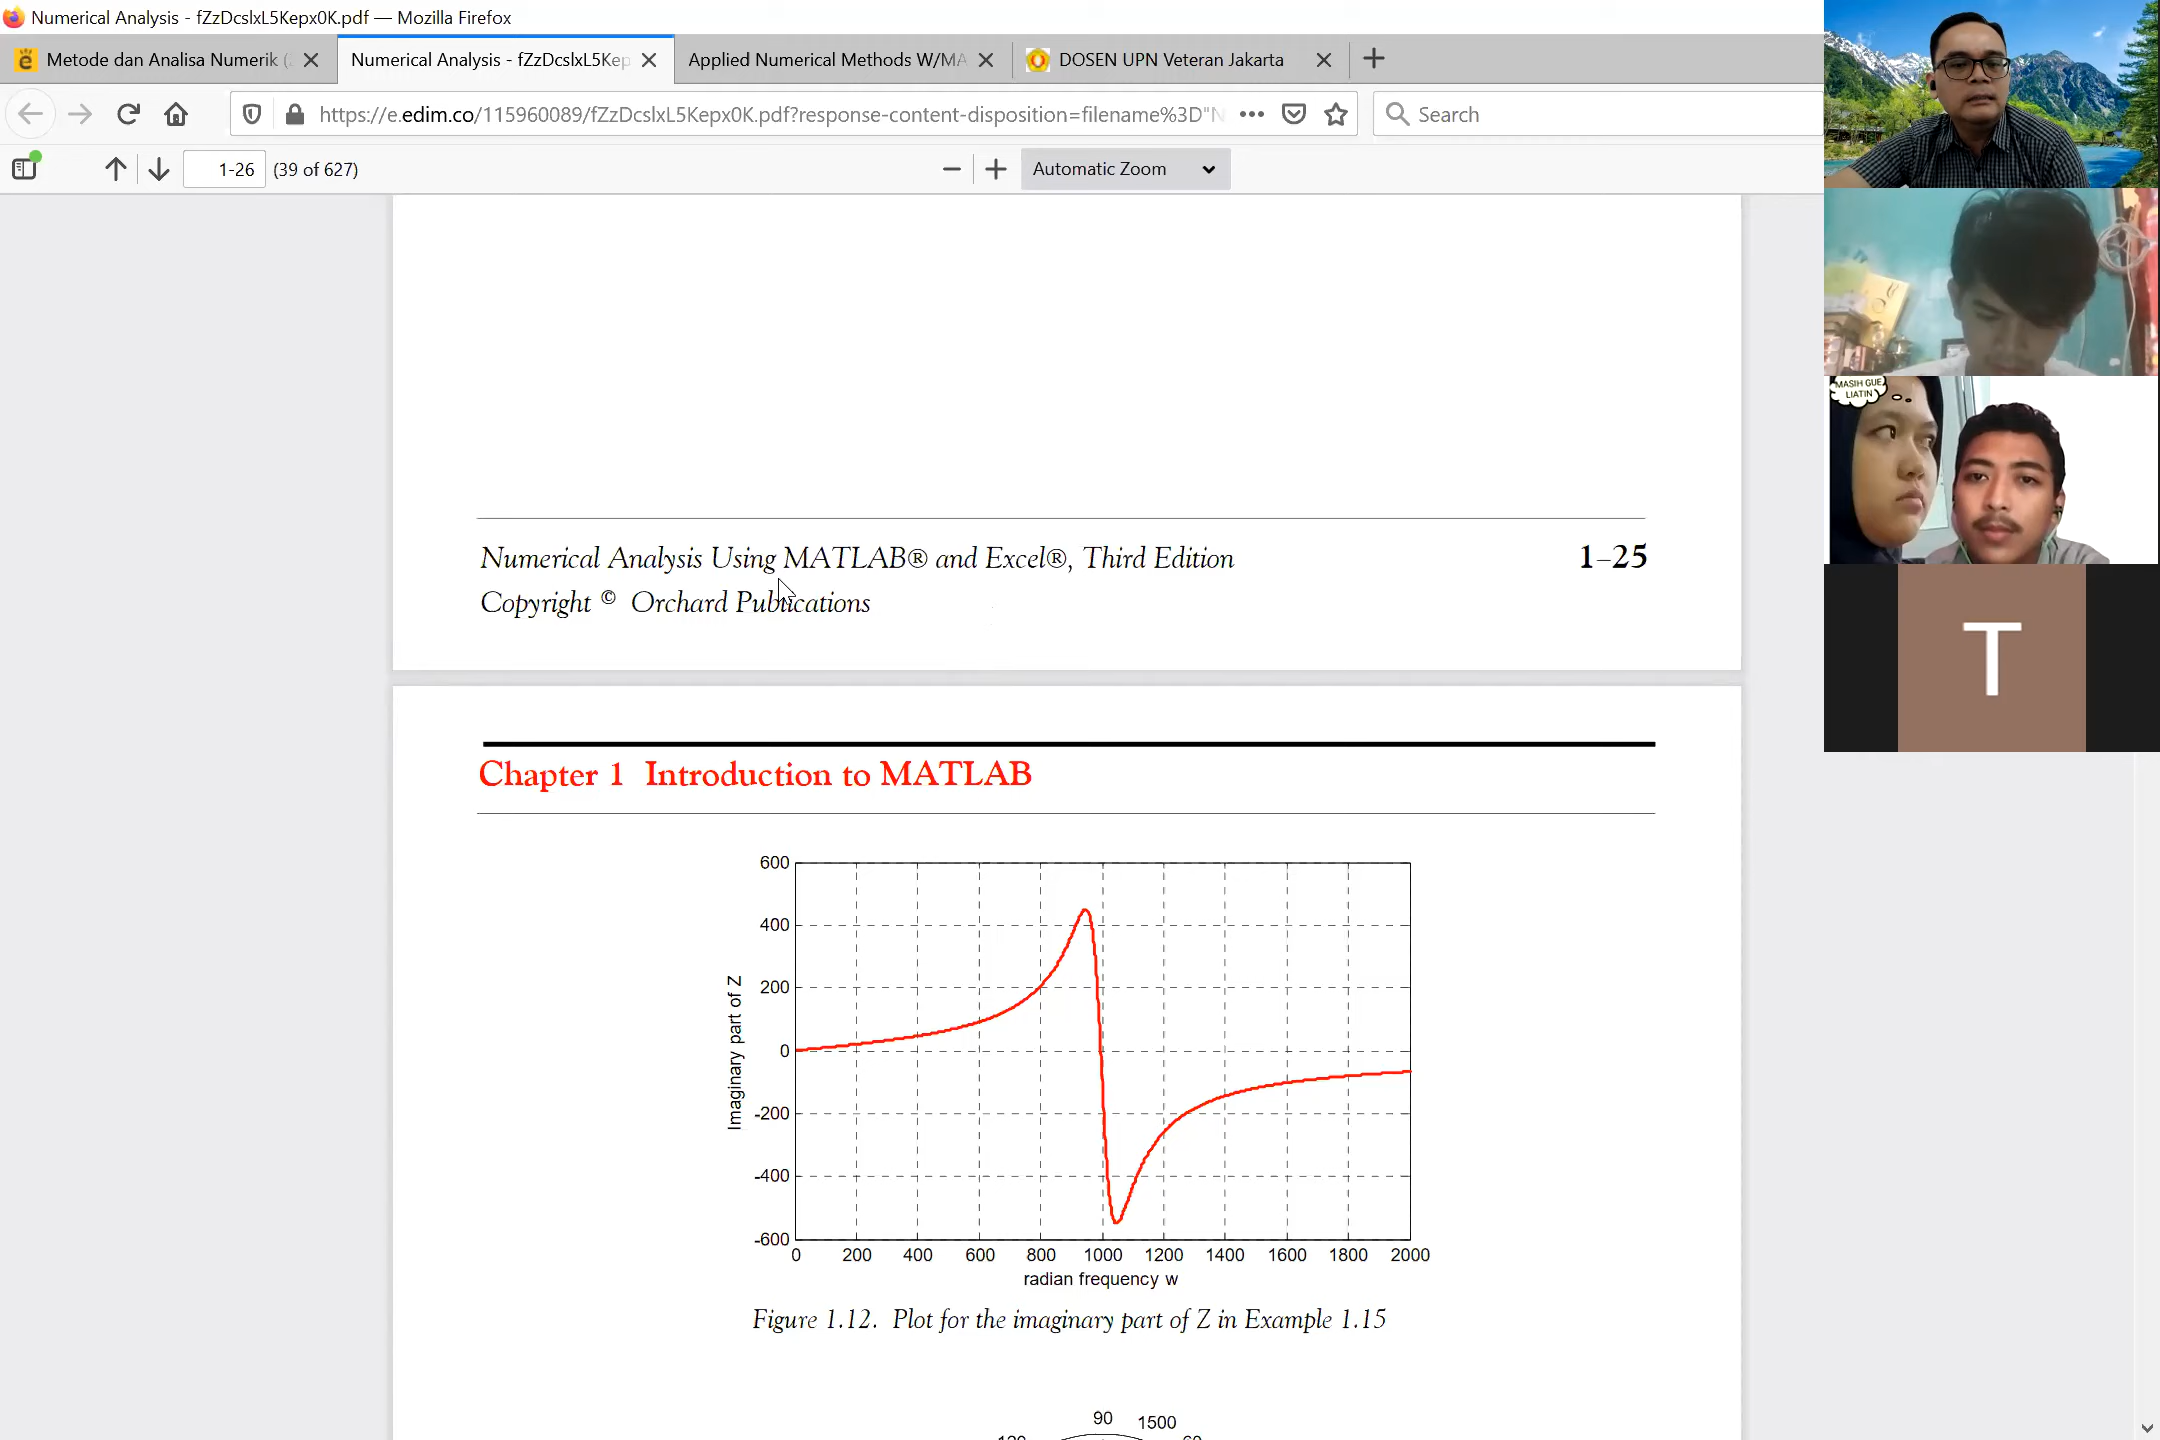 Numerical Analysis - fZzDcslxL5Kepx0K.pdf — Mozilla Firefox
Metode dan Analisa Numerik (
Numerical Analysis - fZzDcslxL5Kep
Applied Numerical Methods W/MA
DOSEN UPN Veteran Jakarta
https://e.edim.co/115960089/fZzDcslxL5Kepx0K.pdf?response-content-disposition=filename%3D"N
Search
1-26 (39 of 627)
Automatic Zoom
MASIH GUE
LIATIN
T
Numerical Analysis Using MATLAB® and Excel®, Third Edition 1–25
Copyright © Orchard Publications
Chapter 1 Introduction to MATLAB
600
400
200
0
-200
-400
-600
Imaginary part of Z
0 200 400 600 800 1000 1200 1400 1600 1800 2000
radian frequency w
Figure 1.12. Plot for the imaginary part of Z in Example 1.15
90 1500